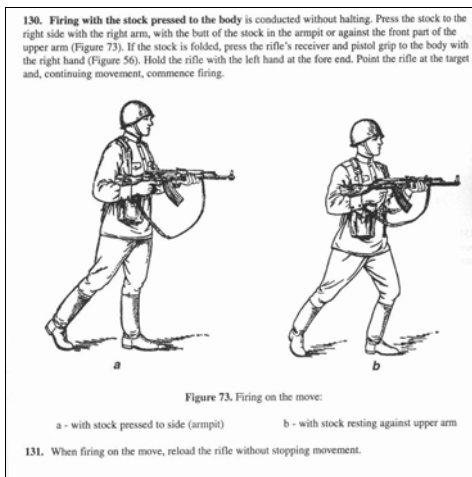 130. Firing with the stock pressed to the body is conducted without halting. Press the stock to the
right side with the right arm, with the butt of the stock in the armpit or against the front part of the
upper arm (Figure 73). If the stock is folded, press the rifle's receiver and pistol grip to the body with
the right hand (Figure 56). Hold the rifle with the left hand at the fore end. Point the rifle at the target
and, continuing movement, commence firing.
a
b
Figure 73. Firing on the move:
a - with stock pressed to side (armpit)
b - with stock resting against upper arm
131. When firing on the move, reload the rifle without stopping movement.